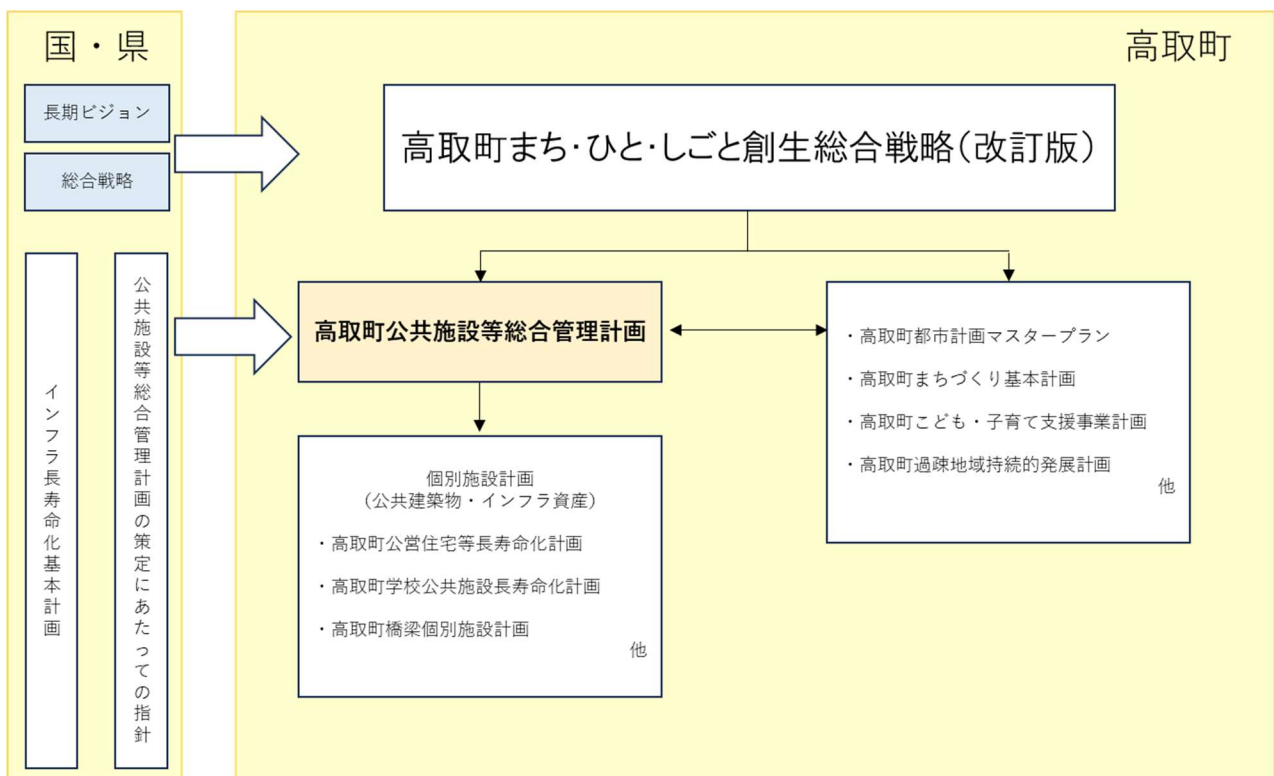 国・県
長期ビジョン
総合戦略
インフラ長寿命化基本計画
公共施設等総合管理計画の策定にあたっての指針
高取町
高取町まち・ひと・しごと創生総合戦略(改訂版)
高取町公共施設等総合管理計画
・高取町都市計画マスタープラン
・高取町まちづくり基本計画
・高取町こども・子育て支援事業計画
・高取町過疎地域持続的発展計画
他
個別施設計画
(公共建築物・インフラ資産)
・高取町公営住宅等長寿命化計画
・高取町学校公共施設長寿命化計画
・高取町橋梁個別施設計画
他